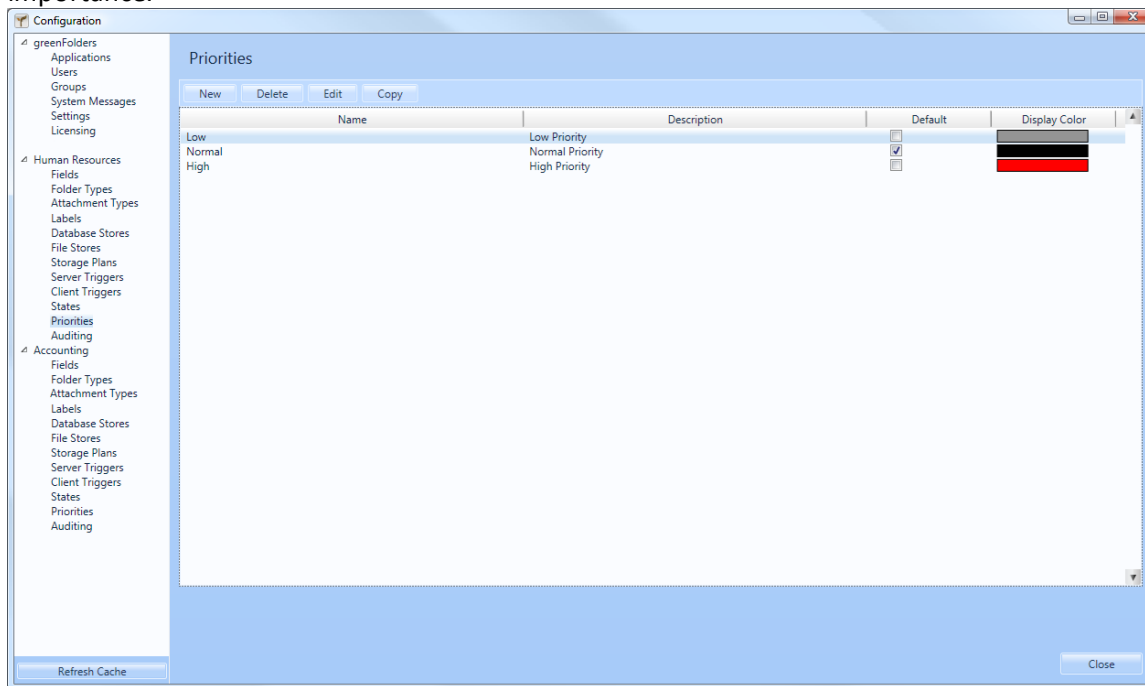 Configuration
greenFolders
Applications
Users
Groups
System Messages
Settings
Licensing
Human Resources
Fields
Folder Types
Attachment Types
Labels
Database Stores
File Stores
Storage Plans
Server Triggers
Client Triggers
States
Priorities
Auditing
Accounting
Fields
Folder Types
Attachment Types
Labels
Database Stores
File Stores
Storage Plans
Server Triggers
Client Triggers
States
Priorities
Auditing
Refresh Cache
Priorities
New Delete Edit Copy
Name Description Default Display Color
Low Low Priority
Normal Normal Priority
High High Priority
Close